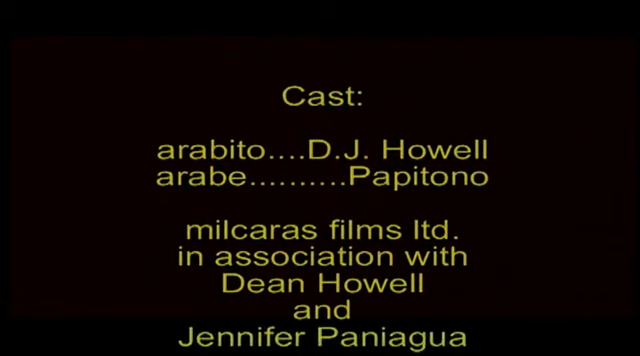 Cast:
arabito....D.J. Howell
arabe..........Papitono
milcaras films ltd.
in association with
Dean Howell
and
Jennifer Paniagua